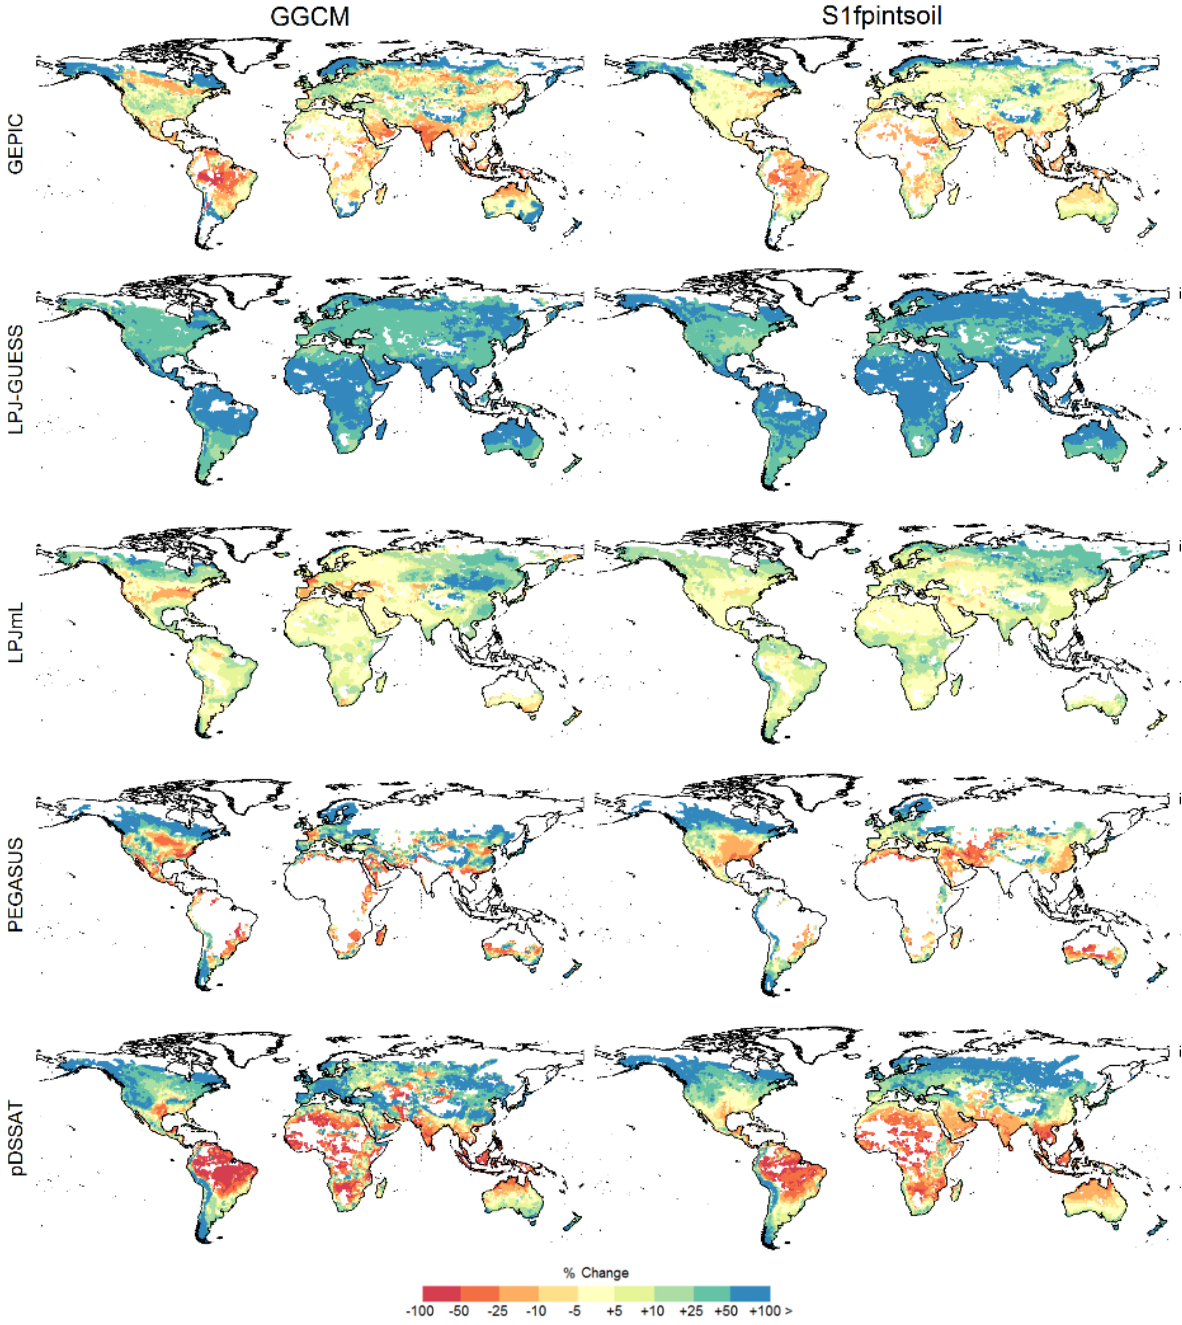 GGCM S1fpintsoil
GEPIC
LPJ-GUESS
LPJmL
PEGASUS
pDSSAT
% Change
-100 -50 -25 -10 -5 +5 +10 +25 +50 +100 >